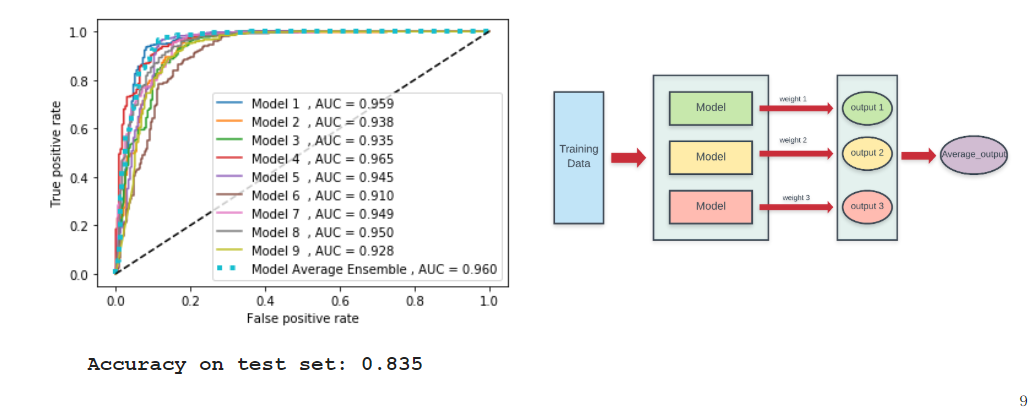 1.0
0.8
0.6
0.4
0.2
0.0
True positive rate
Model 1 , AUC = 0.959
Model 2 , AUC = 0.938
Model 3 , AUC = 0.935
Model 4 , AUC = 0.965
Model 5 , AUC = 0.945
Model 6 , AUC = 0.910
Model 7 , AUC = 0.949
Model 8 , AUC = 0.950
Model 9 , AUC = 0.928
Model Average Ensemble , AUC = 0.960
0.0 0.2 0.4 0.6 0.8 1.0
False positive rate
Accuracy on test set: 0.835
Training
Data
Model
weight 1
output 1
Model
weight 2
output 2
Model
weight 3
output 3
Average_output
9